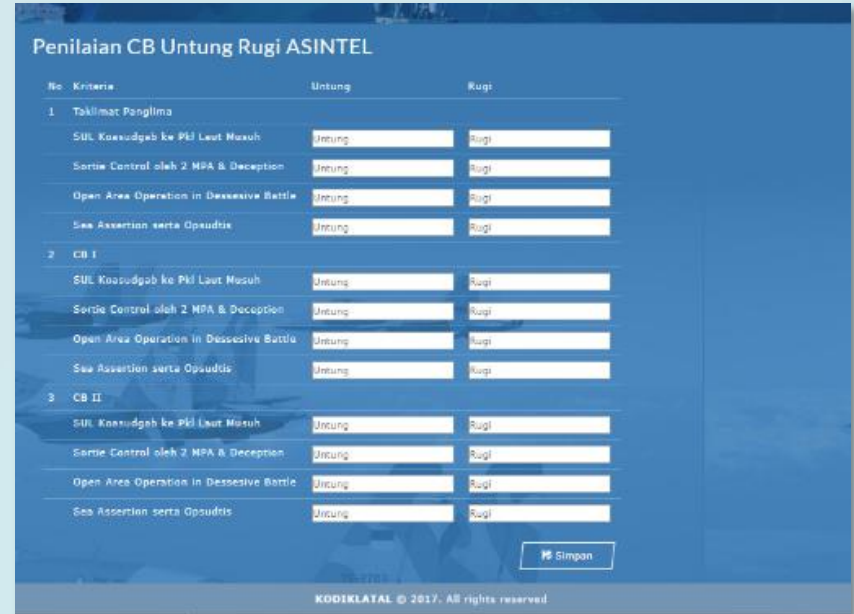 Penilaian CB Untung Rugi ASINTEL
No Kriteria Untung Rugi
1 Taklimat Panglima
SUL Koasudgab ke Pkl Laut Musuh Untung Rugi
Sortie Control oleh 2 MPA & Deception Untung Rugi
Open Area Operation in Dessesive Battle Untung Rugi
Sea Assertion serta Opsudtis Untung Rugi
2 CB I
SUL Koasudgab ke Pkl Laut Musuh Untung Rugi
Sortie Control oleh 2 MPA & Deception Untung Rugi
Open Area Operation in Dessesive Battle Untung Rugi
Sea Assertion serta Opsudtis Untung Rugi
3 CB II
SUL Koasudgab ke Pkl Laut Musuh Untung Rugi
Sortie Control oleh 2 MPA & Deception Untung Rugi
Open Area Operation in Dessesive Battle Untung Rugi
Sea Assertion serta Opsudtis Untung Rugi
Simpan
KODIKLATAL © 2017. All rights reserved